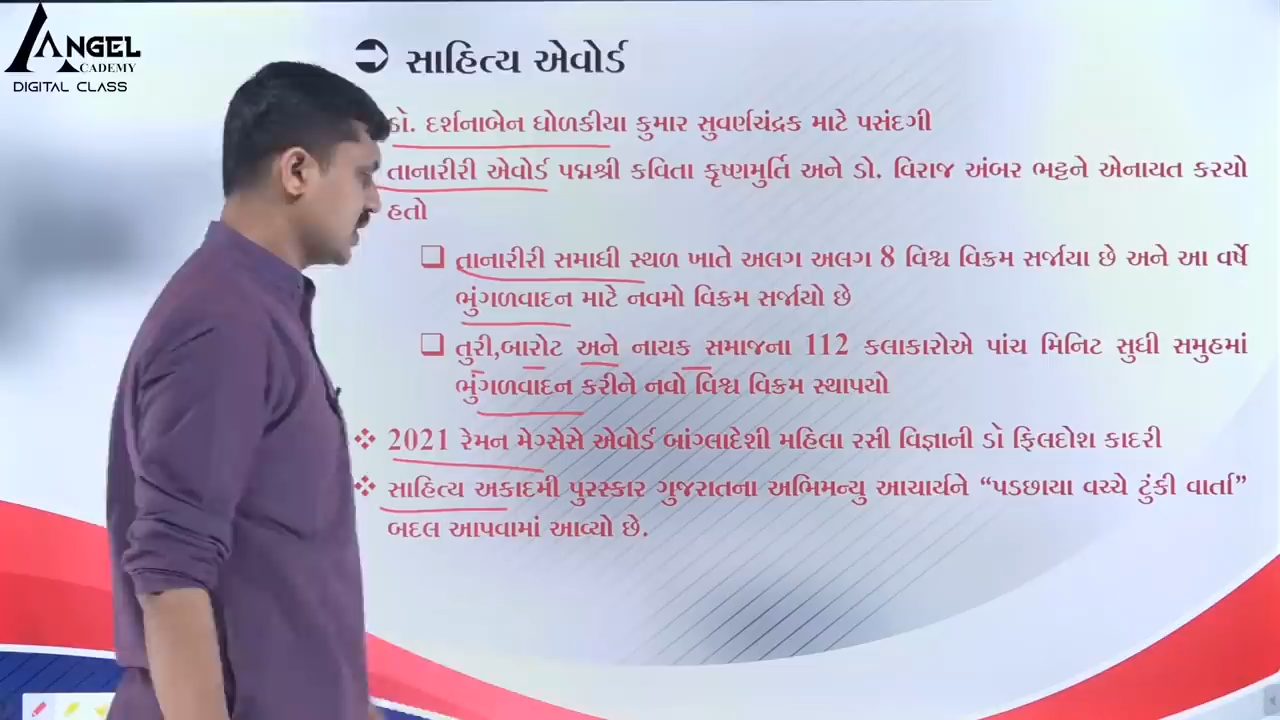 ANGEL
ACADEMY
DIGITAL CLASS
સાહિત્ય એવોર્ડ
ડો. દર્શનાબેન ધોળકીયા કુમાર સુવર્ણચંદ્રક માટે પસંદગી
તાનારીરી એવોર્ડ પદ્મશ્રી કવિતા કૃષ્ણમુર્તિ અને ડો. વિરાજ અંબર ભટ્ટને એનાયત કરયો
હતો
તાનારીરી સમાધી સ્થળ ખાતે અલગ અલગ 8 વિશ્વ વિક્રમ સર્જાયા છે અને આ વર્ષે
ભુંગળવાદન માટે નવમો વિક્રમ સર્જાયો છે
તુરી,બારોટ અને નાયક સમાજના 112 કલાકારોએ પાંચ મિનિટ સુધી સમુહમાં
ભુંગળવાદન કરીને નવો વિશ્વ વિક્રમ સ્થાપયો
2021 રેમન મેગ્સેસે એવોર્ડ બાંગ્લાદેશી મહિલા રસી વિજ્ઞાની ડૉ ફિલદોશ કાદરી
સાહિત્ય અકાદમી પુરસ્કાર ગુજરાતના અભિમન્યુ આચાર્યને “પડછાયા વચ્ચે ટુંકી વાર્તા”
બદલ આપવામાં આવ્યો છે.